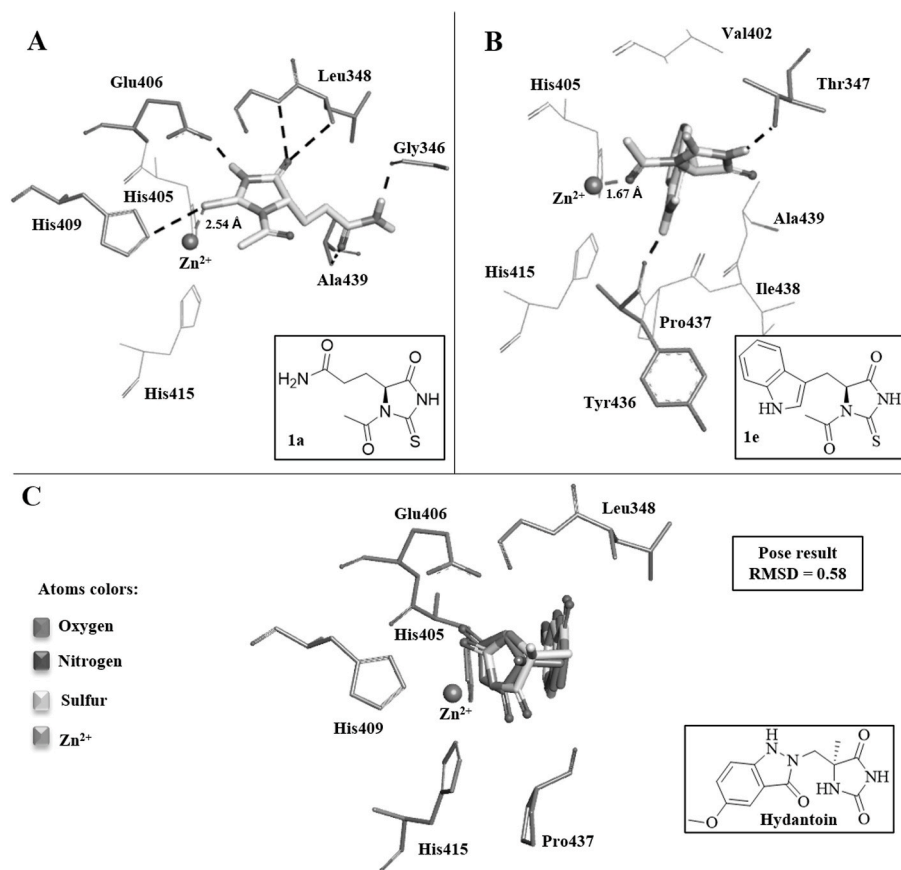 A
Glu406
Leu348
Gly346
His405
His409
2.54 Å
Zn2+
Ala439
His415
O
O
H2N
NH
N
O
S
1a
B
Val402
His405
Thr347
Zn2+
1.67 Å
Ala439
His415
Ile438
Pro437
Tyr436
O
NH
N
N
H
O
S
1e
C
Glu406
Leu348
Pose result
RMSD = 0.58
Atoms colors:
Oxygen
Nitrogen
Sulfur
Zn2+
His405
His409
Zn2+
His415
Pro437
H
N
N
O
O
NH
HN
O
O
Hydantoin